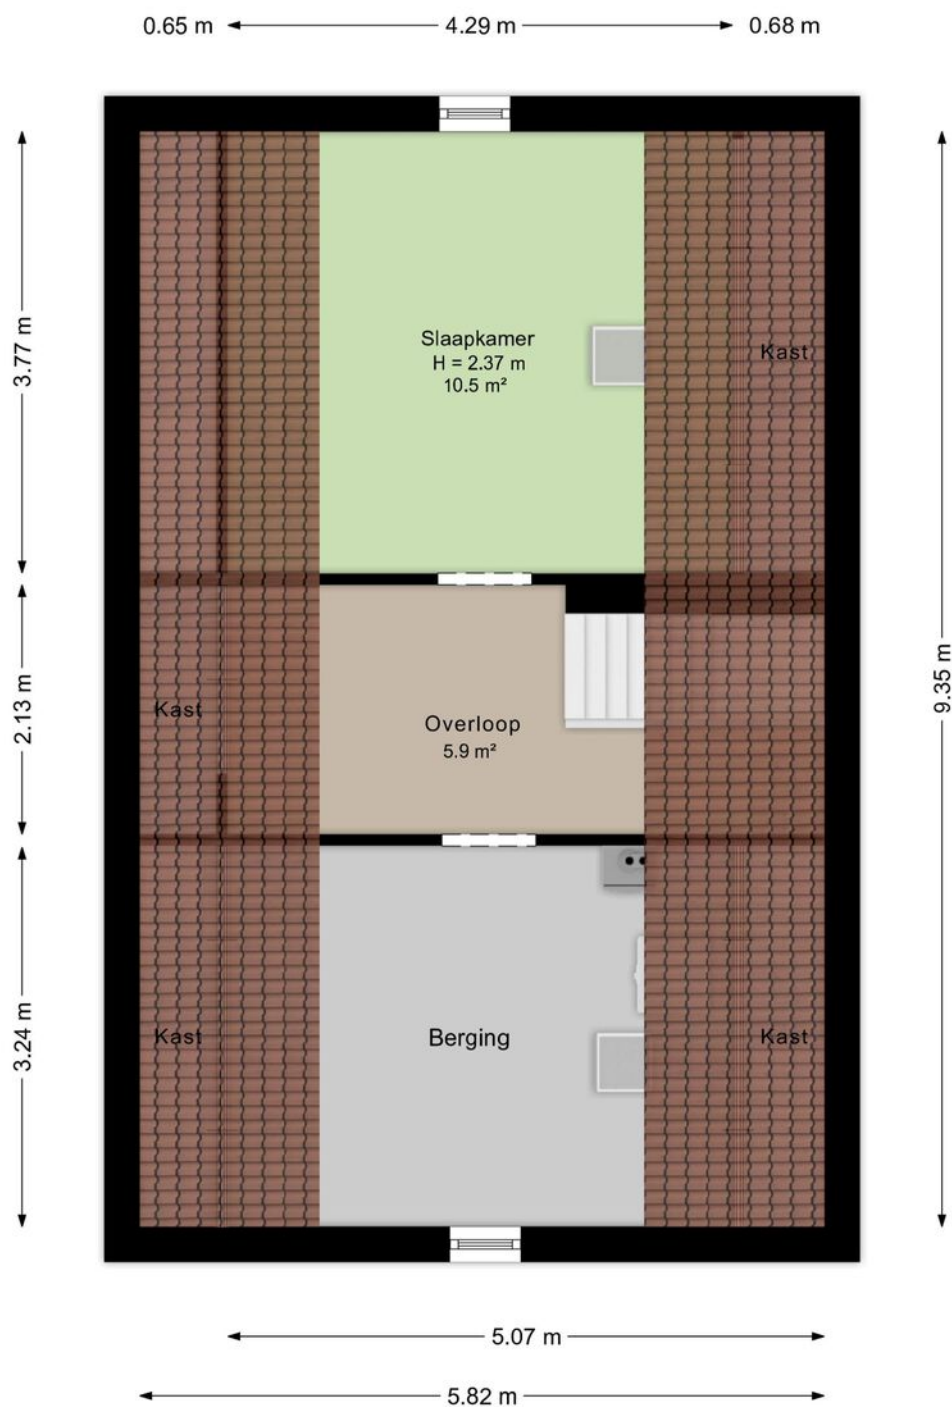 0.65 m
4.29 m
0.68 m
3.77 m
Slaapkamer
H = 2.37 m
10.5 m²
Kast
2.13 m
Kast
Overloop
5.9 m²
9.35 m
3.24 m
Kast
Berging
Kast
5.07 m
5.82 m